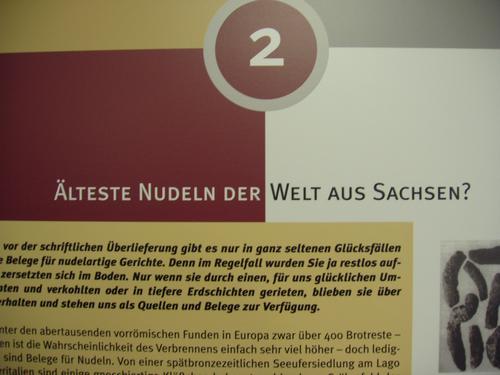 2
ÄLTESTE NUDELN DER WELT AUS SACHSEN?
vor der schriftlichen Überlieferung gibt es nur in ganz seltenen Glücksfällen
e Belege für nudelartige Gerichte. Denn im Regelfall wurden Sie ja restlos auf-
zersetzten sich im Boden. Nur wenn sie durch einen, für uns glücklichen Um-
nten und verkohlten oder in tiefere Erdschichten gerieten, blieben sie über
erhalten und stehen uns als Quellen und Belege zur Verfügung.
nter den abertausenden vorrömischen Funden in Europa zwar über 400 Brotreste –
en ist die Wahrscheinlichkeit des Verbrennens einfach sehr viel höher – doch ledig-
sind Belege für Nudeln. Von einer spätbronzezeitlichen Seeufersiedlung am Lago
sind einige